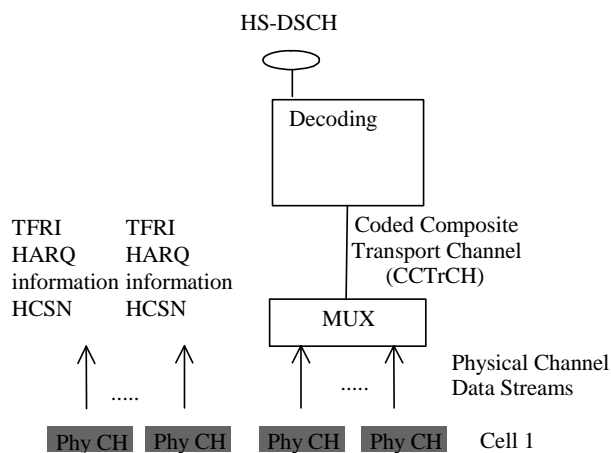 HS-DSCH
Decoding
TFRI
HARQ
information
HCSN
TFRI
HARQ
information
HCSN
Coded Composite
Transport Channel
(CCTrCH)
MUX
Physical Channel
Data Streams
.....
.....
Phy CH
Phy CH
Phy CH
Phy CH
Cell 1